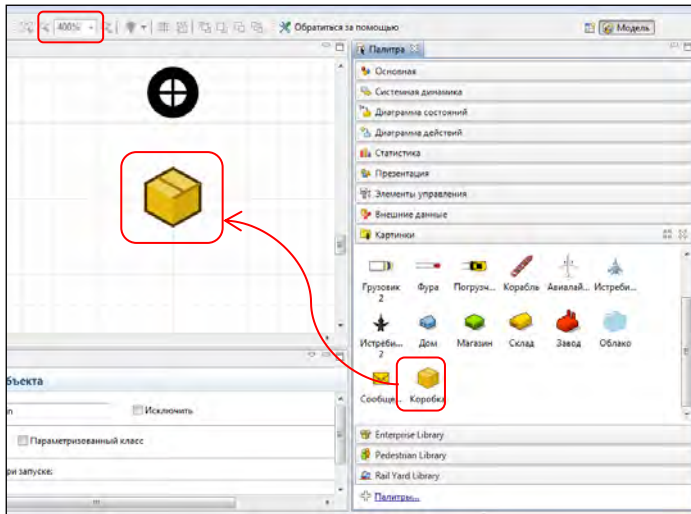 400%
Обратиться за помощью
Модель
Палитра
Основная
Системная динамика
Диаграмма состояний
Диаграмма действий
Статистика
Презентация
Элементы управления
Внешние данные
Картинки
Грузовик 2
Фура
Погрузч...
Корабль
Авиалай...
Истреби...
Истреби... 2
Дом
Магазин
Склад
Завод
Облако
Сообще...
Коробка
Enterprise Library
Pedestrian Library
Rail Yard Library
Палитры...
бъекта
n
Исключить
Параметризованный класс
ри запуске: